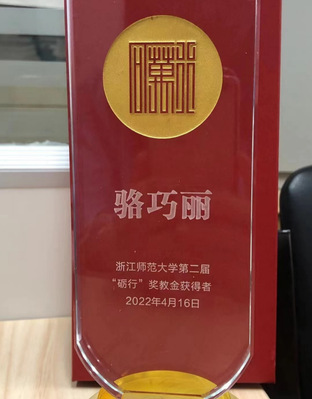 骆巧丽
浙江师范大学第二届
“砺行”奖教金获得者
2022年4月16日